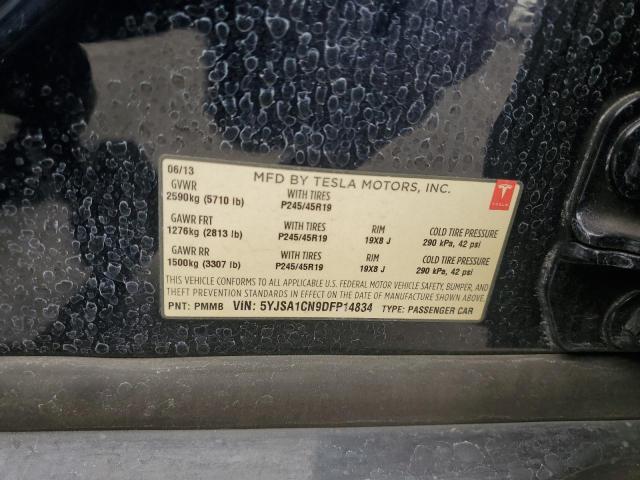 06/13 MFD BY TESLA MOTORS, INC.
GVWR WITH TIRES
2590kg (5710 lb) P245/45R19
GAWR FRT WITH TIRES RIM COLD TIRE PRESSURE
1276kg (2813 lb) P245/45R19 19X8 J 290 kPa, 42 psi
GAWR RR WITH TIRES RIM COLD TIRE PRESSURE
1500kg (3307 lb) P245/45R19 19X8 J 290 kPa, 42 psi
THIS VEHICLE CONFORMS TO ALL APPLICABLE U.S. FEDERAL MOTOR VEHICLE SAFETY, BUMPER, AND
THEFT PREVENTION STANDARDS IN EFFECT ON THE DATE OF MANUFACTURE SHOWN ABOVE.
PNT: PMMB VIN: 5YJSA1CN9DFP14834 TYPE: PASSENGER CAR
TESLA